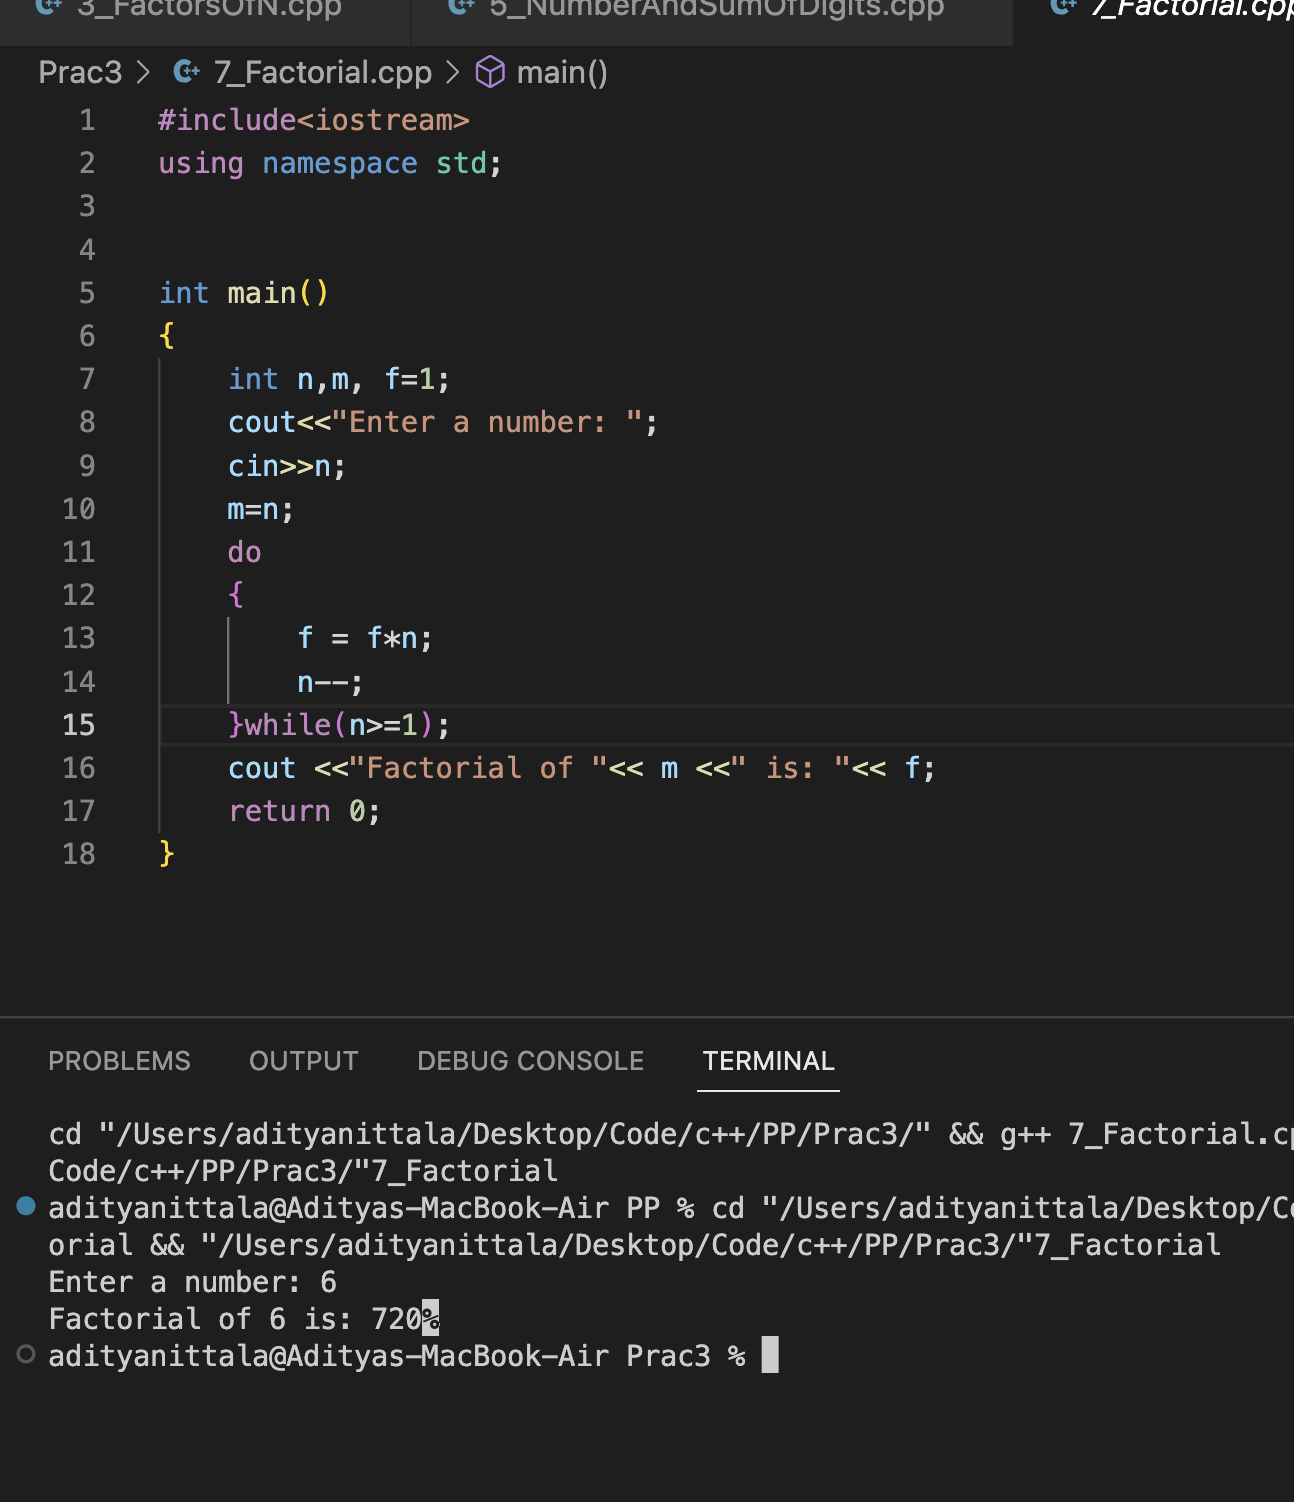 3_FactorsOfN.cpp 5_NumberAndSumOfDigits.cpp 7_Factorial.cpp
Prac3 > 7_Factorial.cpp > main()
1 #include<iostream>
2 using namespace std;
3
4
5 int main()
6 {
7 int n,m, f=1;
8 cout<<"Enter a number: ";
9 cin>>n;
10 m=n;
11 do
12 {
13 f = f*n;
14 n--;
15 }while(n>=1);
16 cout <<"Factorial of "<< m <<" is: "<< f;
17 return 0;
18 }
PROBLEMS OUTPUT DEBUG CONSOLE TERMINAL
cd "/Users/adityanittala/Desktop/Code/c++/PP/Prac3/" && g++ 7_Factorial.cp
Code/c++/PP/Prac3/"7_Factorial
adityanittala@Adityas-MacBook-Air PP % cd "/Users/adityanittala/Desktop/Co
orial && "/Users/adityanittala/Desktop/Code/c++/PP/Prac3/"7_Factorial
Enter a number: 6
Factorial of 6 is: 720%
adityanittala@Adityas-MacBook-Air Prac3 %